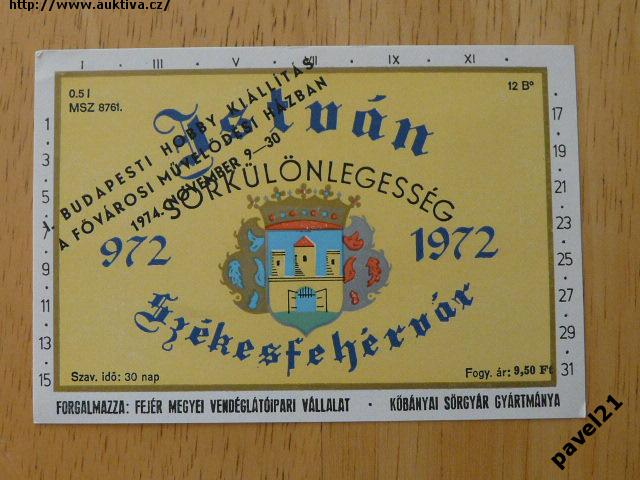 http://www.auktiva.cz/
I · III · V · VII · IX · XI ·
0.5 l
MSZ 8761.
12 B°
István
SÖRKÜLÖNLEGESSÉG
I. BUDAPESTI HOBBY KIÁLLÍTÁS
A FŐVÁROSI MŰVELŐDÉSI HÁZBAN
1974. NOVEMBER 9—30
972
1972
Székesfehérvár
1
3
5
7
9
11
13
15
17
19
21
23
25
27
29
31
Szav. idő: 30 nap
Fogy. ár: 9,50 Ft
FORGALMAZZA: FEJÉR MEGYEI VENDÉGLÁTÓIPARI VÁLLALAT · KŐBÁNYAI SÖRGYÁR GYÁRTMÁNYA
pavel21